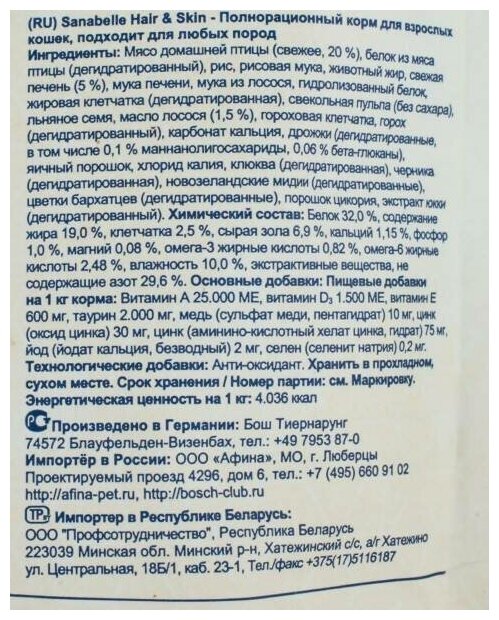 (RU) Sanabelle Hair & Skin - Полнорационный корм для взрослых
кошек, подходит для любых пород
Ингредиенты: Мясо домашней птицы (свежее, 20 %), белок из мяса
птицы (дегидратированный), рис, рисовая мука, животный жир, свежая
печень (5 %), мука печени, мука из лосося, гидролизованный белок,
жировая клетчатка (дегидратированная), свекольная пульпа (без сахара),
льняное семя, масло лосося (1,5 %), гороховая клетчатка, горох
(дегидратированный), карбонат кальция, дрожжи (дегидратированные,
в том числе 0,1 % маннанолигосахариды, 0,06 % бета-глюканы),
яичный порошок, хлорид калия, клюква (дегидратированная), черника
(дегидратированная), новозеландские мидии (дегидратированные),
цветки бархатцев (дегидратированные), порошок цикория, экстракт юкки
(дегидратированной). Химический состав: Белок 32,0 %, содержание
жира 19,0 %, клетчатка 2,5 %, сырая зола 6,9 %, кальций 1,15 %, фосфор
1,0 %, магний 0,08 %, омега-3 жирные кислоты 0,82 %, омега-6 жирные
кислоты 2,48 %, влажность 10,0 %, экстрактивные вещества, не
содержащие азот 29,6 %. Основные добавки: Пищевые добавки
на 1 кг корма: Витамин А 25.000 МЕ, витамин D₃ 1.500 МЕ, витамин Е
600 мг, таурин 2.000 мг, медь (сульфат меди, пентагидрат) 10 мг, цинк
(оксид цинка) 30 мг, цинк (аминино-кислотный хелат цинка, гидрат) 75 мг,
йод (йодат кальция, безводный) 2 мг, селен (селенит натрия) 0,2 мг.
Технологические добавки: Анти-оксидант. Хранить в прохладном,
сухом месте. Срок хранения / Номер партии: см. Маркировку.
Энергетическая ценность на 1 кг: 4.036 ккал
Произведено в Германии: Бош Тиернарунг
74572 Блауфельден-Визенбах, тел.: +49 7953 87-0
Импортёр в России: ООО «Афина», МО, г. Люберцы
Проектируемый проезд 4296, дом 6, тел.: +7 (495) 660 91 02
http://afina-pet.ru, http://bosch-club.ru
Импортер в Республике Беларусь:
ООО "Профсотрудничество", Республика Беларусь
223039 Минская обл. Минский р-н, Хатежинский с/с, а/г Хатежино
ул. Центральная, 18Б/1, каб. 23-1, Тел./факс +375(17)5116187